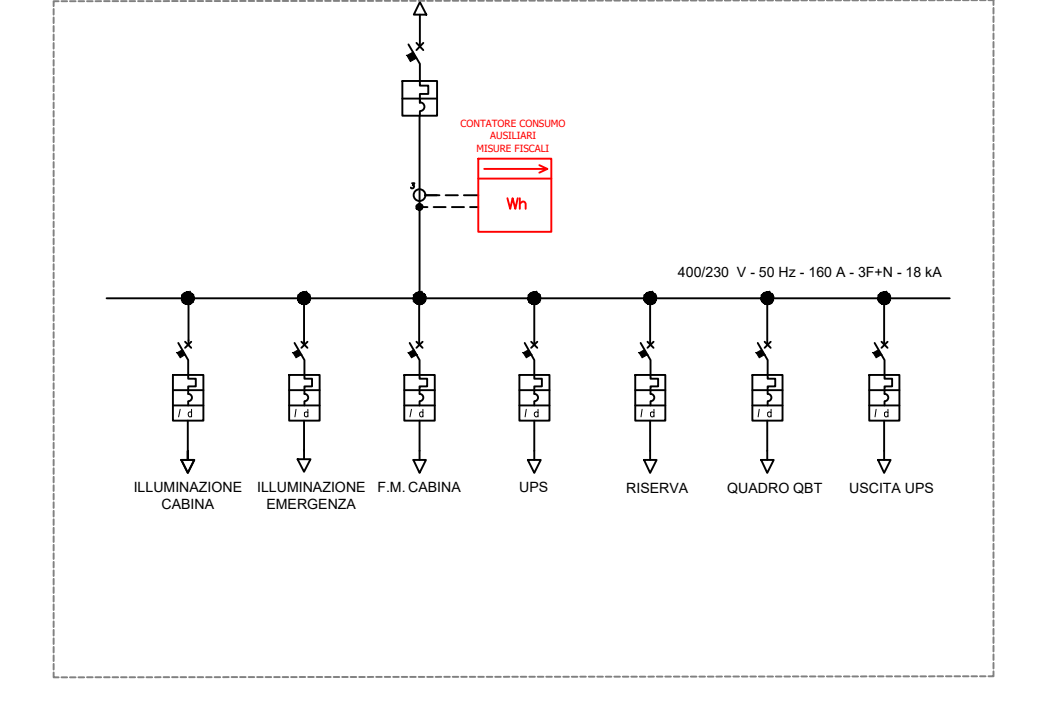 CONTATORE CONSUMO
AUSILIARI
MISURE FISCALI
3
Wh
400/230 V - 50 Hz - 160 A - 3F+N - 18 kA
I d
I d
I d
I d
I d
I d
I d
ILLUMINAZIONE
CABINA
ILLUMINAZIONE
EMERGENZA
F.M. CABINA
UPS
RISERVA
QUADRO QBT
USCITA UPS